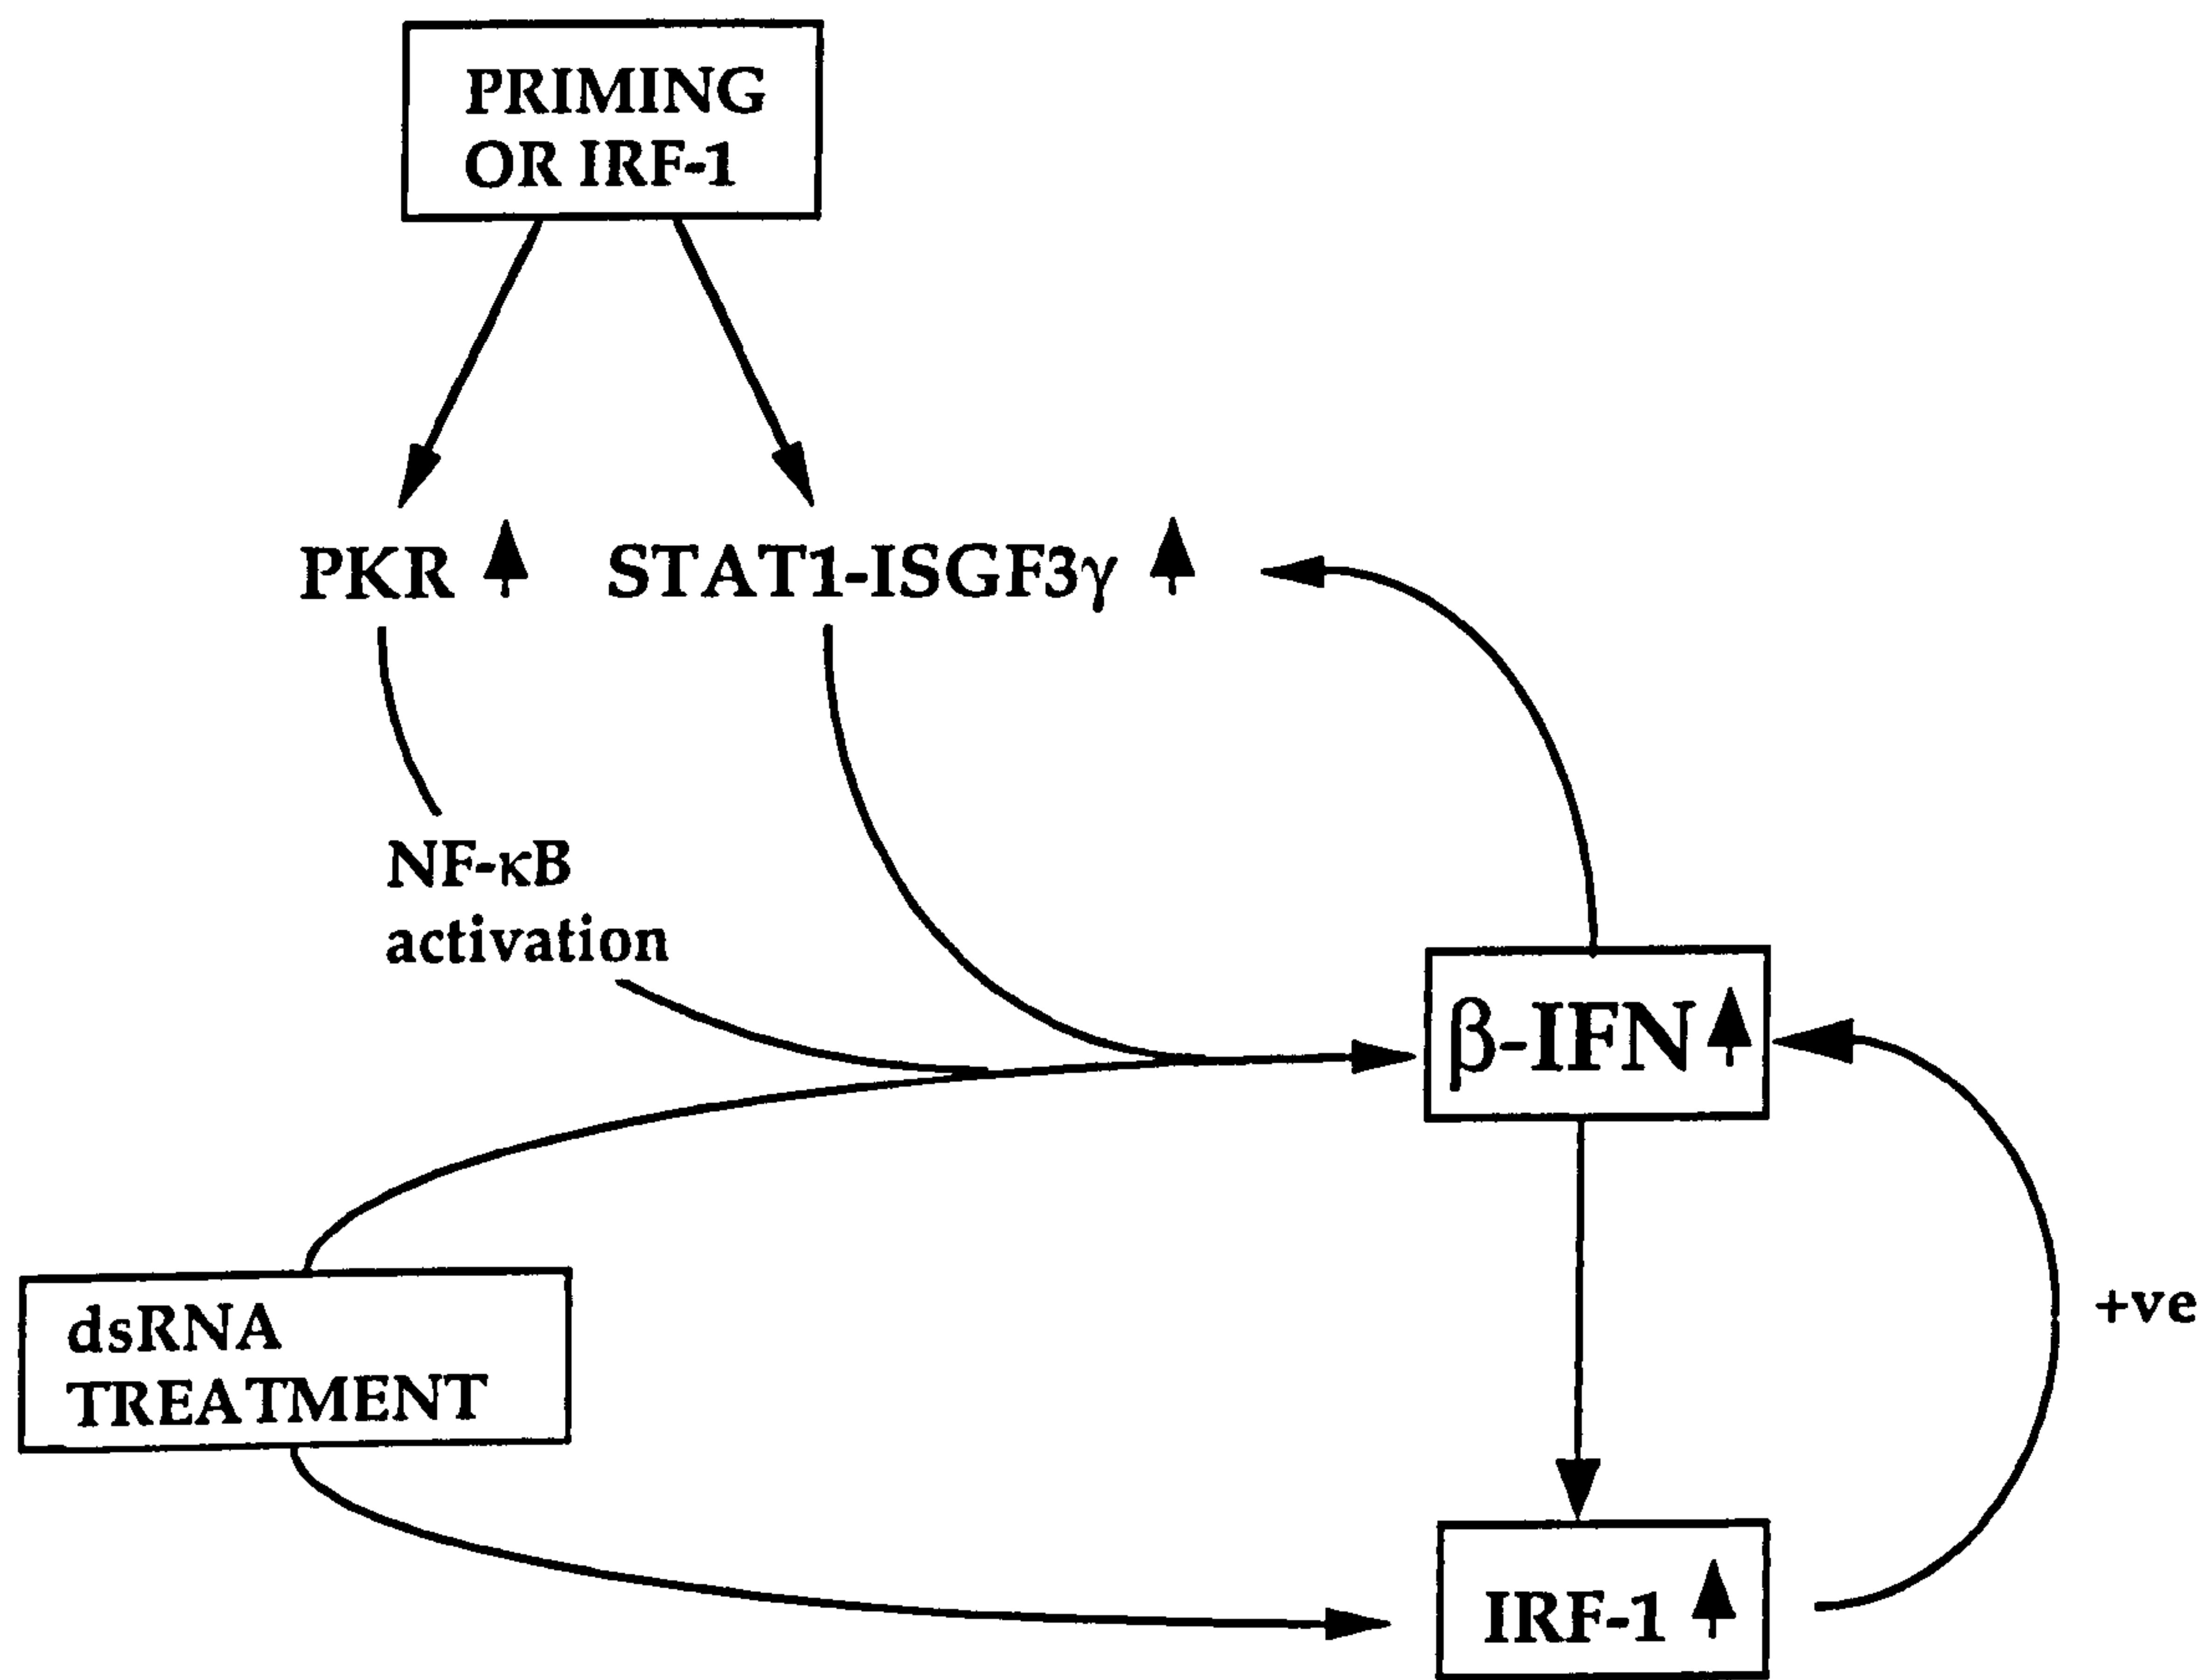 PRIMING
OR IRF-1
PKR
STAT1-ISGF3γ
NF-κB
activation
β-IFN
dsRNA
TREATMENT
+ve
IRF-1